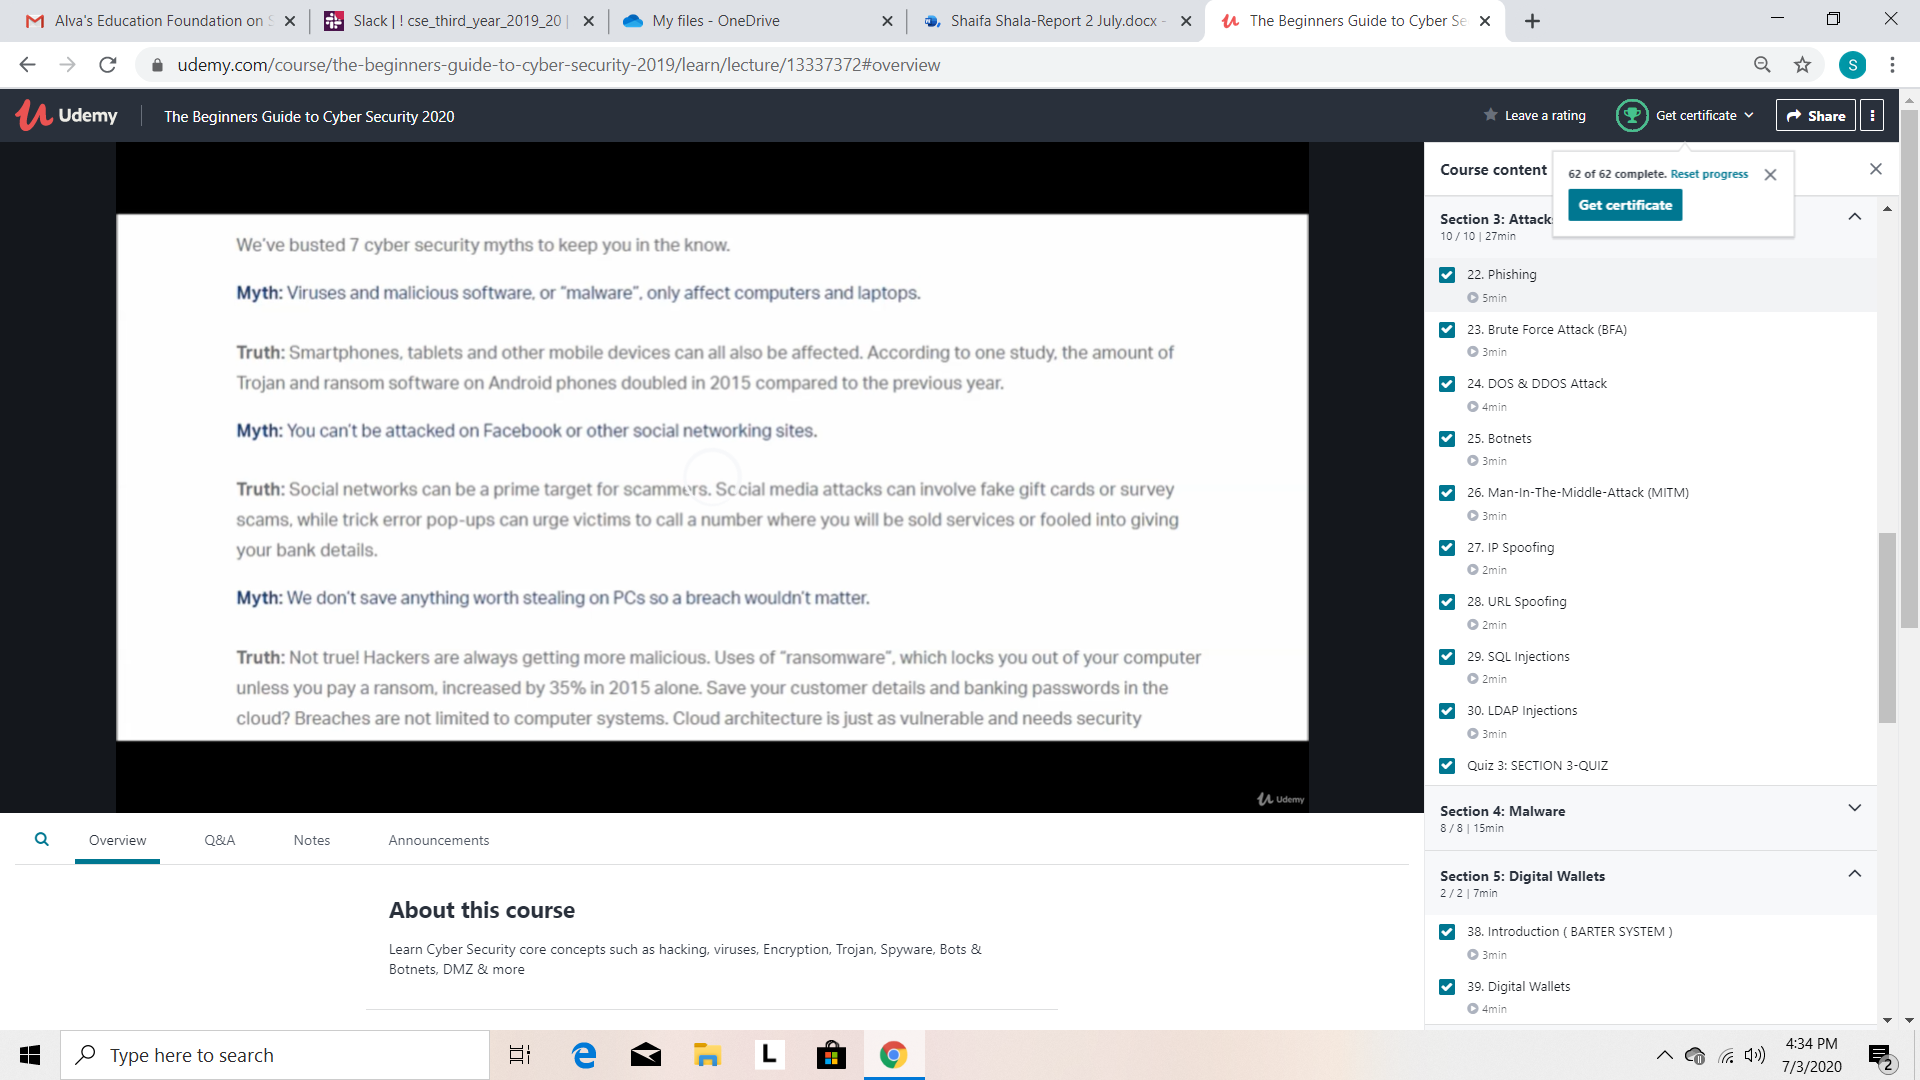 Alva's Education Foundation on S
Slack | ! cse_third_year_2019_20 |
My files - OneDrive
Shaifa Shala-Report 2 July.docx -
The Beginners Guide to Cyber Se
udemy.com/course/the-beginners-guide-to-cyber-security-2019/learn/lecture/13337372#overview
S
Udemy
The Beginners Guide to Cyber Security 2020
Leave a rating
Get certificate
Share
We've busted 7 cyber security myths to keep you in the know.
Myth: Viruses and malicious software, or "malware", only affect computers and laptops.
Truth: Smartphones, tablets and other mobile devices can all also be affected. According to one study, the amount of
Trojan and ransom software on Android phones doubled in 2015 compared to the previous year.
Myth: You can't be attacked on Facebook or other social networking sites.
Truth: Social networks can be a prime target for scammers. Social media attacks can involve fake gift cards or survey
scams, while trick error pop-ups can urge victims to call a number where you will be sold services or fooled into giving
your bank details.
Myth: We don't save anything worth stealing on PCs so a breach wouldn't matter.
Truth: Not true! Hackers are always getting more malicious. Uses of "ransomware", which locks you out of your computer
unless you pay a ransom, increased by 35% in 2015 alone. Save your customer details and banking passwords in the
cloud? Breaches are not limited to computer systems. Cloud architecture is just as vulnerable and needs security
Udemy
Course content
62 of 62 complete. Reset progress
Get certificate
Section 3: Attack
10 / 10 | 27min
22. Phishing
5min
23. Brute Force Attack (BFA)
3min
24. DOS & DDOS Attack
4min
25. Botnets
3min
26. Man-In-The-Middle-Attack (MITM)
3min
27. IP Spoofing
2min
28. URL Spoofing
2min
29. SQL Injections
2min
30. LDAP Injections
3min
Quiz 3: SECTION 3-QUIZ
Section 4: Malware
8 / 8 | 15min
Section 5: Digital Wallets
2 / 2 | 7min
38. Introduction ( BARTER SYSTEM )
3min
39. Digital Wallets
4min
Overview
Q&A
Notes
Announcements
About this course
Learn Cyber Security core concepts such as hacking, viruses, Encryption, Trojan, Spyware, Bots &
Botnets, DMZ & more
Type here to search
L
4:34 PM
7/3/2020
2